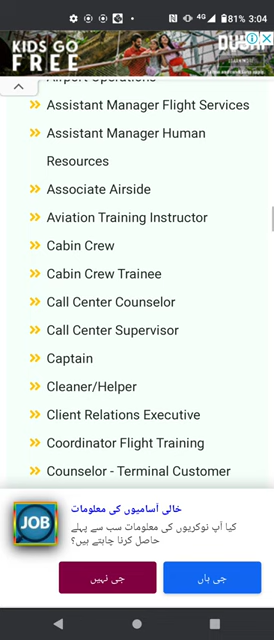 4G 81% 3:04
KIDS GO
FREE
DUBAI
Airport Operations
Assistant Manager Flight Services
Assistant Manager Human
Resources
Associate Airside
Aviation Training Instructor
Cabin Crew
Cabin Crew Trainee
Call Center Counselor
Call Center Supervisor
Captain
Cleaner/Helper
Client Relations Executive
Coordinator Flight Training
Counselor - Terminal Customer
JOB
خالی آسامیوں کی معلومات
کیا آپ نوکریوں کی معلومات سب سے پہلے
حاصل کرنا چاہتے ہیں؟
جی نہیں
جی ہاں